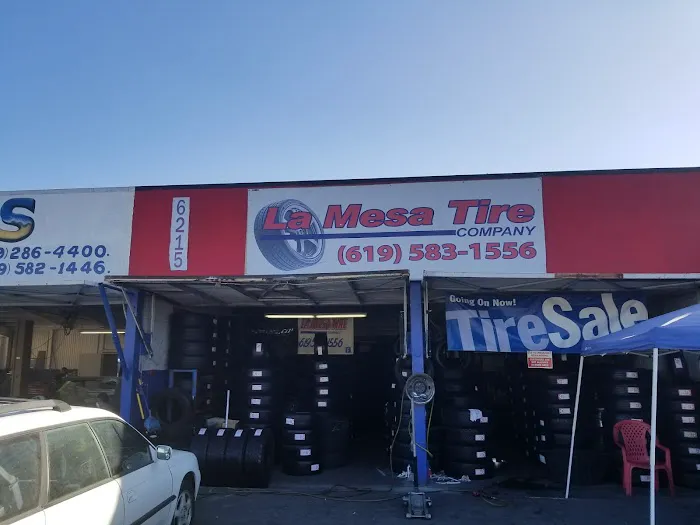 S
286-4400.
582-1446.
6215
La Mesa Tire
COMPANY
(619) 583-1556
Going On Now!
TireSale